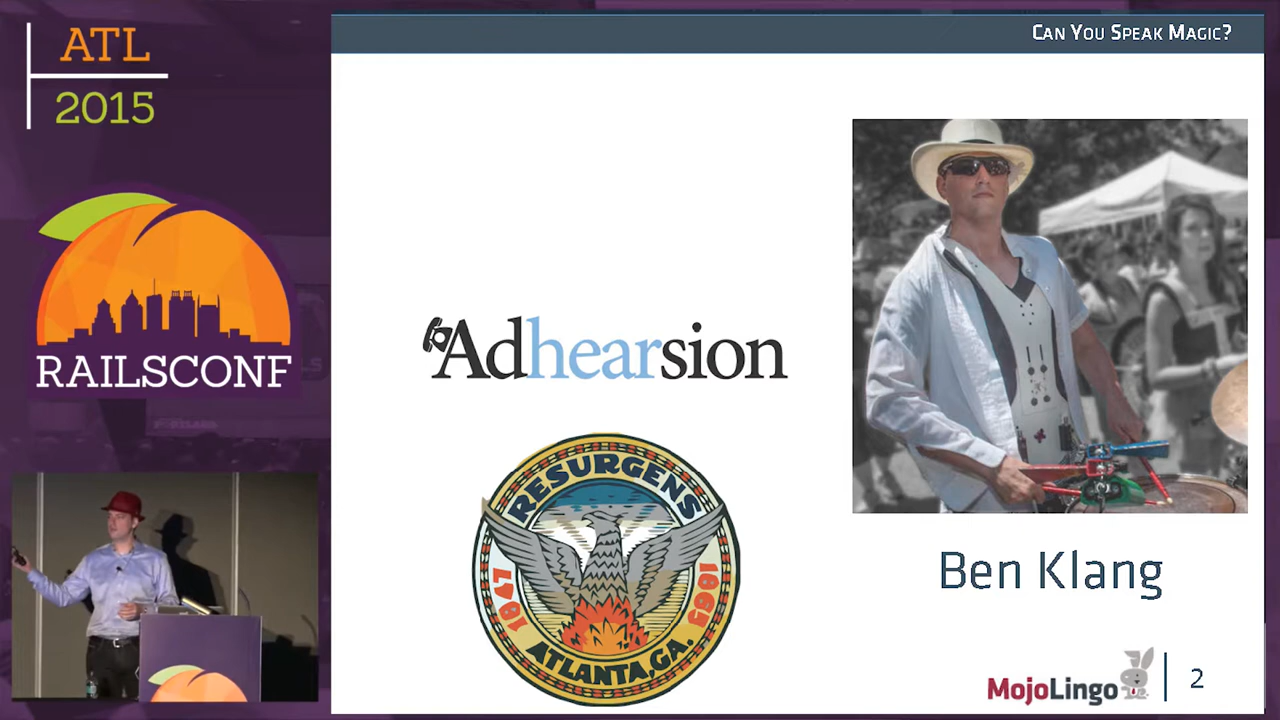 ATL
2015
RAILSCONF
CAN YOU SPEAK MAGIC?
Adhearsion
RESURGENS
1847
1865
ATLANTA, GA.
Ben Klang
MojoLingo
2